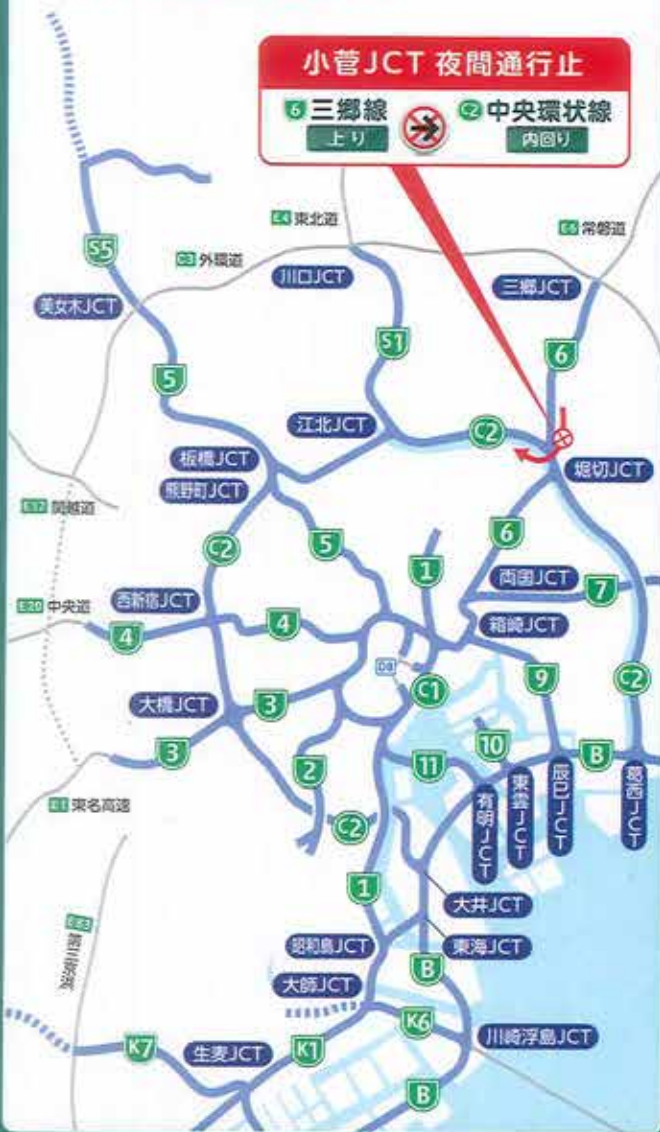 小菅JCT 夜間通行止
6 三郷線 C2 中央環状線
上り 内回り
E4 東北道
E6 常磐道
S5
C3 外環道
川口JCT
三郷JCT
美女木JCT
S1
6
5
江北JCT
C2
板橋JCT
堀切JCT
熊野町JCT
E17 関越道
C2
5
6
1
両国JCT
7
E20 中央道
西新宿JCT
4
4
箱崎JCT
D8
C1
9
C2
大橋JCT
3
3
2
11
10
B
E1 東名高速
有明JCT
東雲JCT
辰巳JCT
葛西JCT
C2
1
大井JCT
E83 第三京浜
昭和島JCT
東海JCT
B
大師JCT
K7
生麦JCT
K1
K6
川崎浮島JCT
B